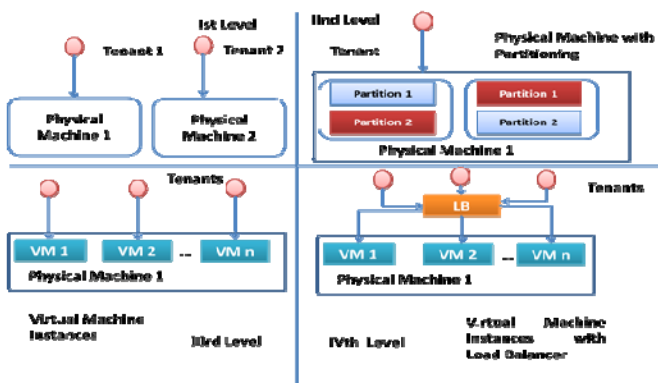 Ist Level
Tenant 1
Tenant 2
Physical
Machine 1
Physical
Machine 2
IInd Level
Tenant
Physical Machine with
Partitioning
Partition 1
Partition 2
Partition 1
Partition 2
Physical Machine 1
Tenants
VM 1
VM 2
...
VM n
Physical Machine 1
Virtual Machine
Instances
IIIrd Level
Tenants
LB
VM 1
VM 2
...
VM n
Physical Machine 1
IVth Level
Virtual Machine
Instances with
Load Balancer